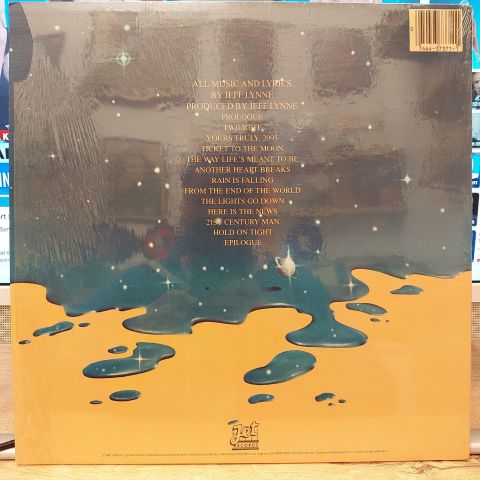 ALL MUSIC AND LYRICS
BY JEFF LYNNE
PRODUCED BY JEFF LYNNE
PROLOGUE
TWILIGHT
YOURS TRULY, 2095
TICKET TO THE MOON
THE WAY LIFE'S MEANT TO BE
ANOTHER HEART BREAKS
RAIN IS FALLING
FROM THE END OF THE WORLD
THE LIGHTS GO DOWN
HERE IS THE NEWS
21ST CENTURY MAN
HOLD ON TIGHT
EPILOGUE
Jet
RECORDS